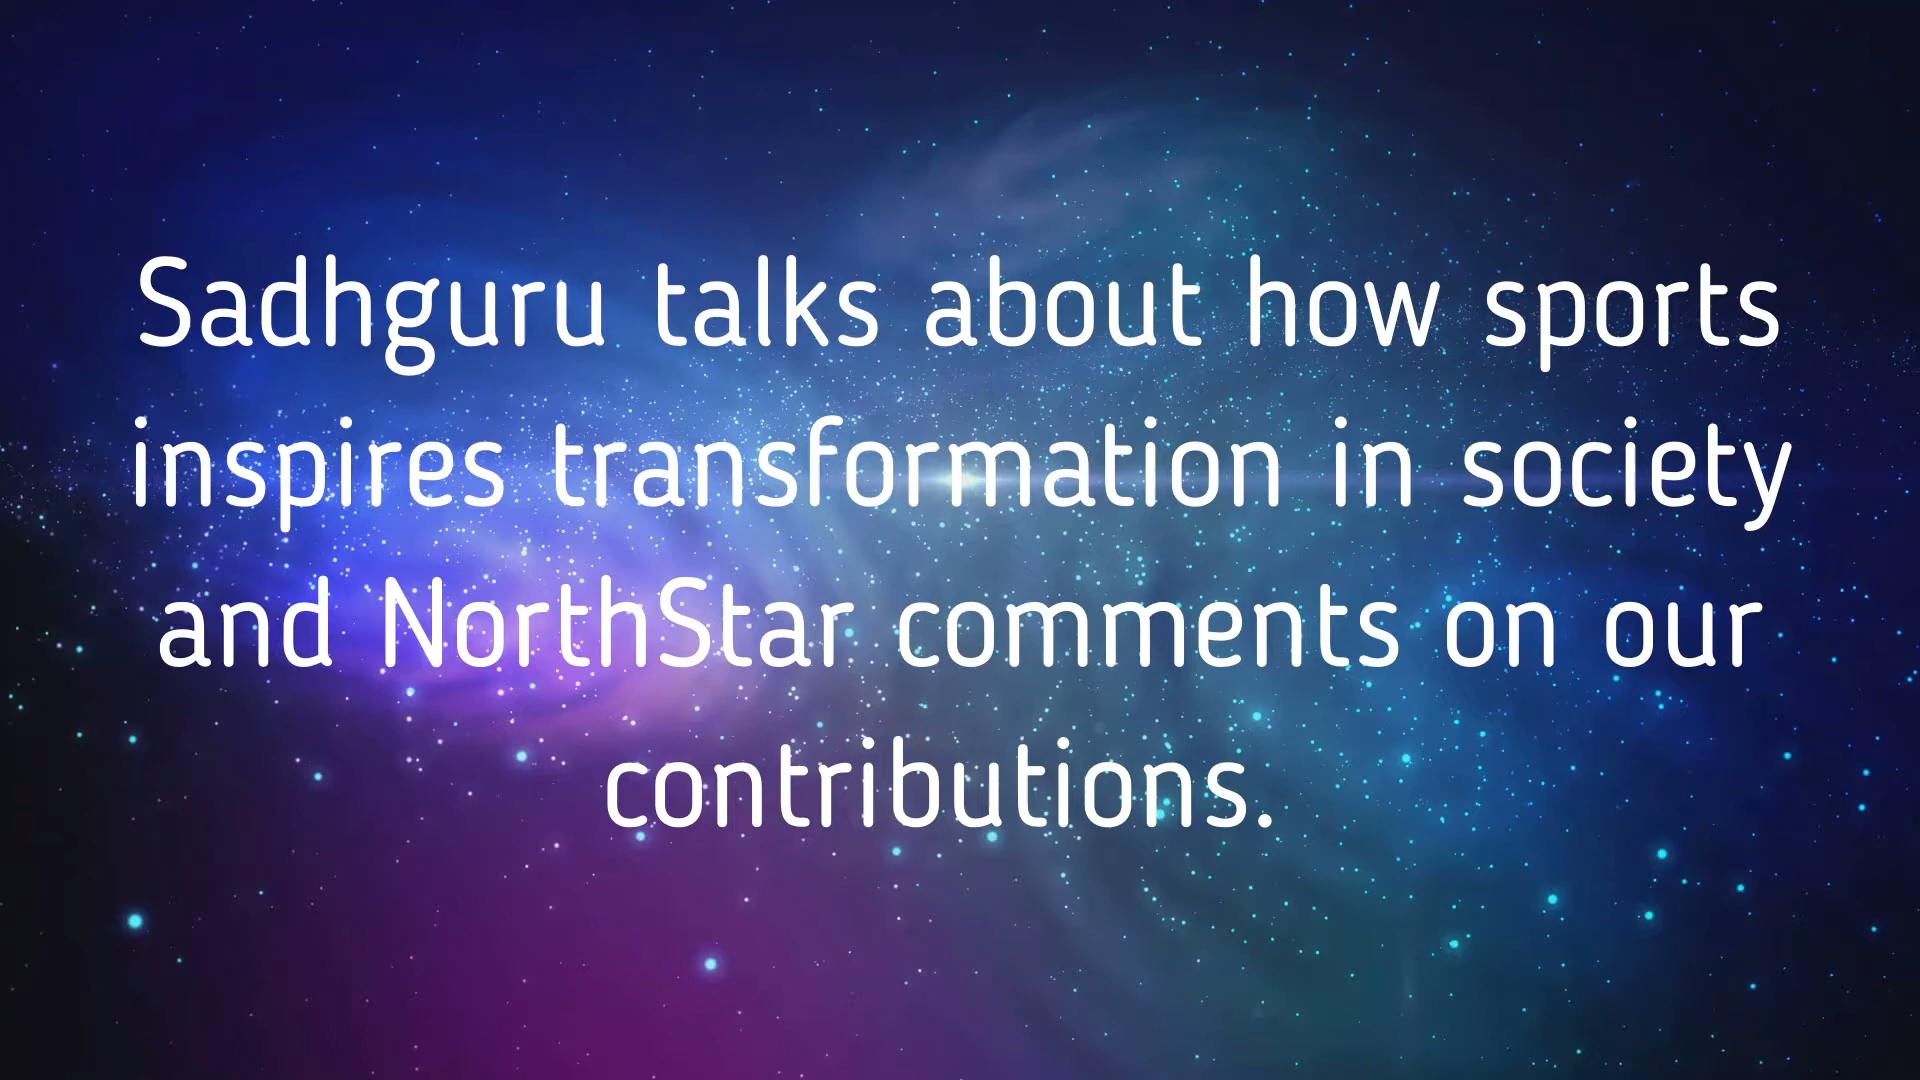 Sadhguru talks about how sports
inspires transformation in society
and NorthStar comments on our
contributions.